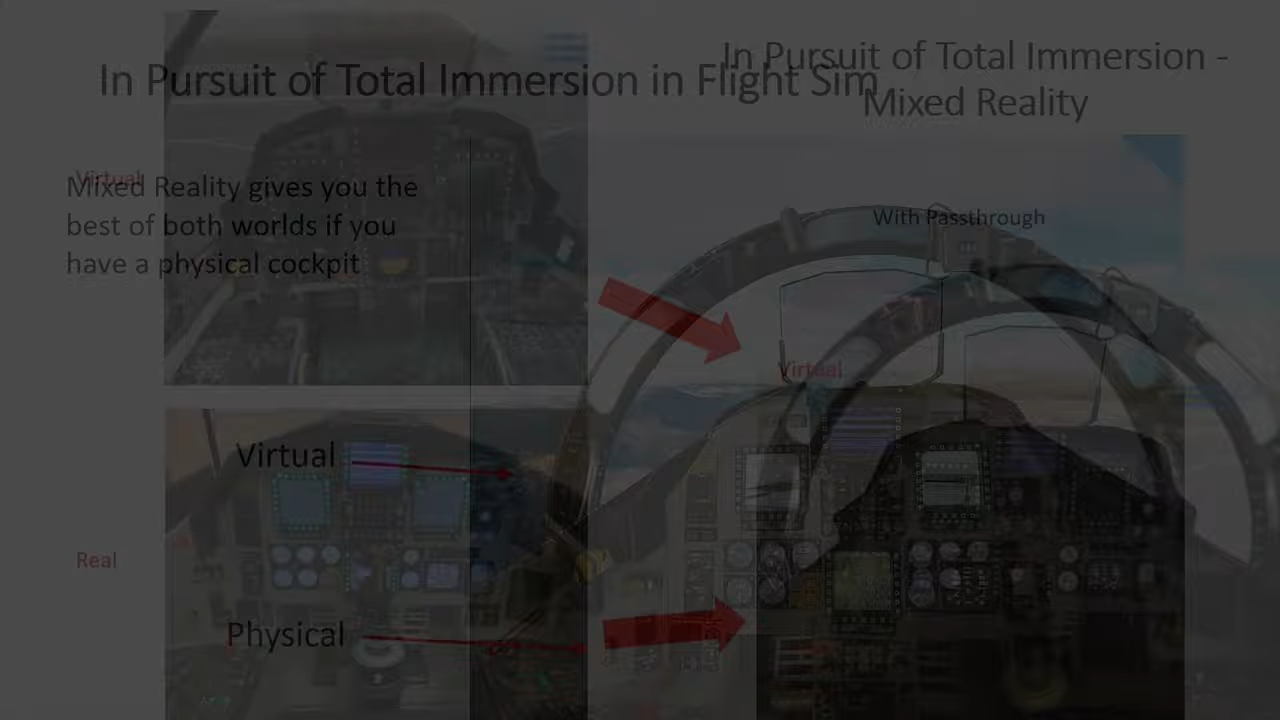 In Pursuit of Total Immersion in Flight Sim
In Pursuit of Total Immersion -
Mixed Reality
Virtual
Mixed Reality gives you the
best of both worlds if you
have a physical cockpit
With Passthrough
Virtual
Virtual
Real
Physical